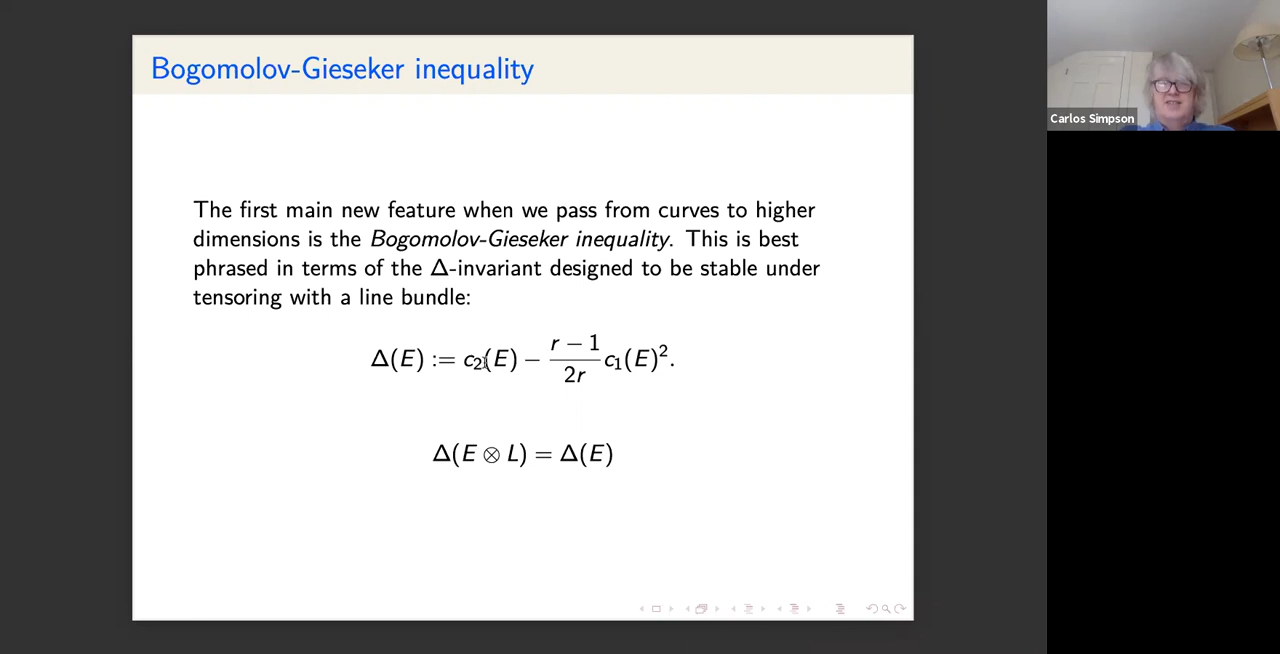 Bogomolov-Gieseker inequality
Carlos Simpson
The first main new feature when we pass from curves to higher
dimensions is the Bogomolov-Gieseker inequality. This is best
phrased in terms of the Δ-invariant designed to be stable under
tensoring with a line bundle:
Δ(E) := c₂(E) − \frac{r − 1}{2r} c₁(E)².
Δ(E ⊗ L) = Δ(E)